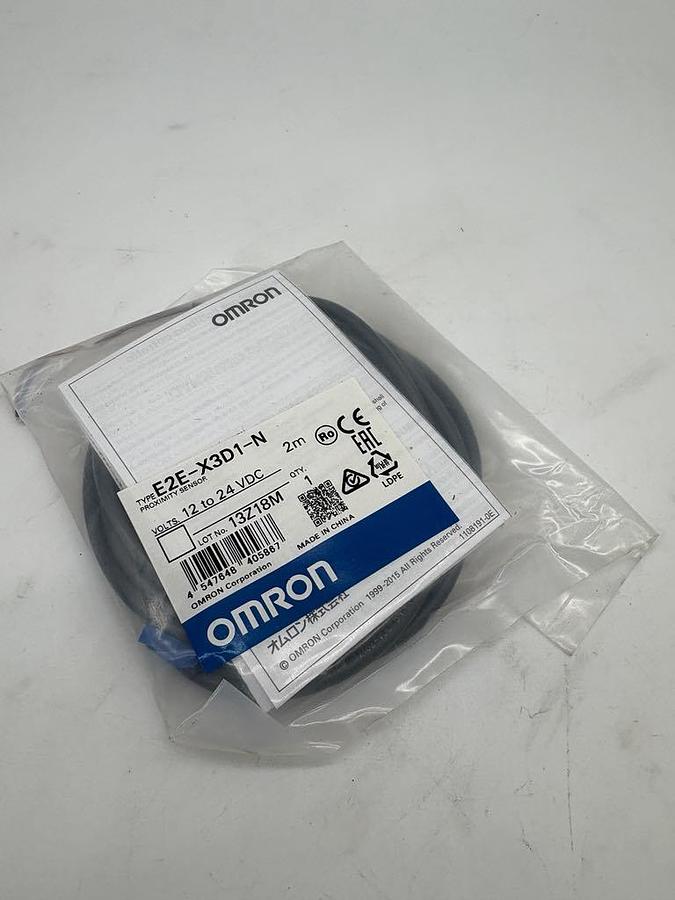 OMRON
TYPE E2E-X3D1-N 2m
PROXIMITY SENSOR
VOLTS. 12 to 24 VDC
LOT No. 13Z18M
QTY. 1
4 547648 405867
MADE IN CHINA
OMRON Corporation
LDPE
OMRON
オムロン株式会社
© OMRON Corporation 1999-2015 All Rights Reserved.
1108191-0E